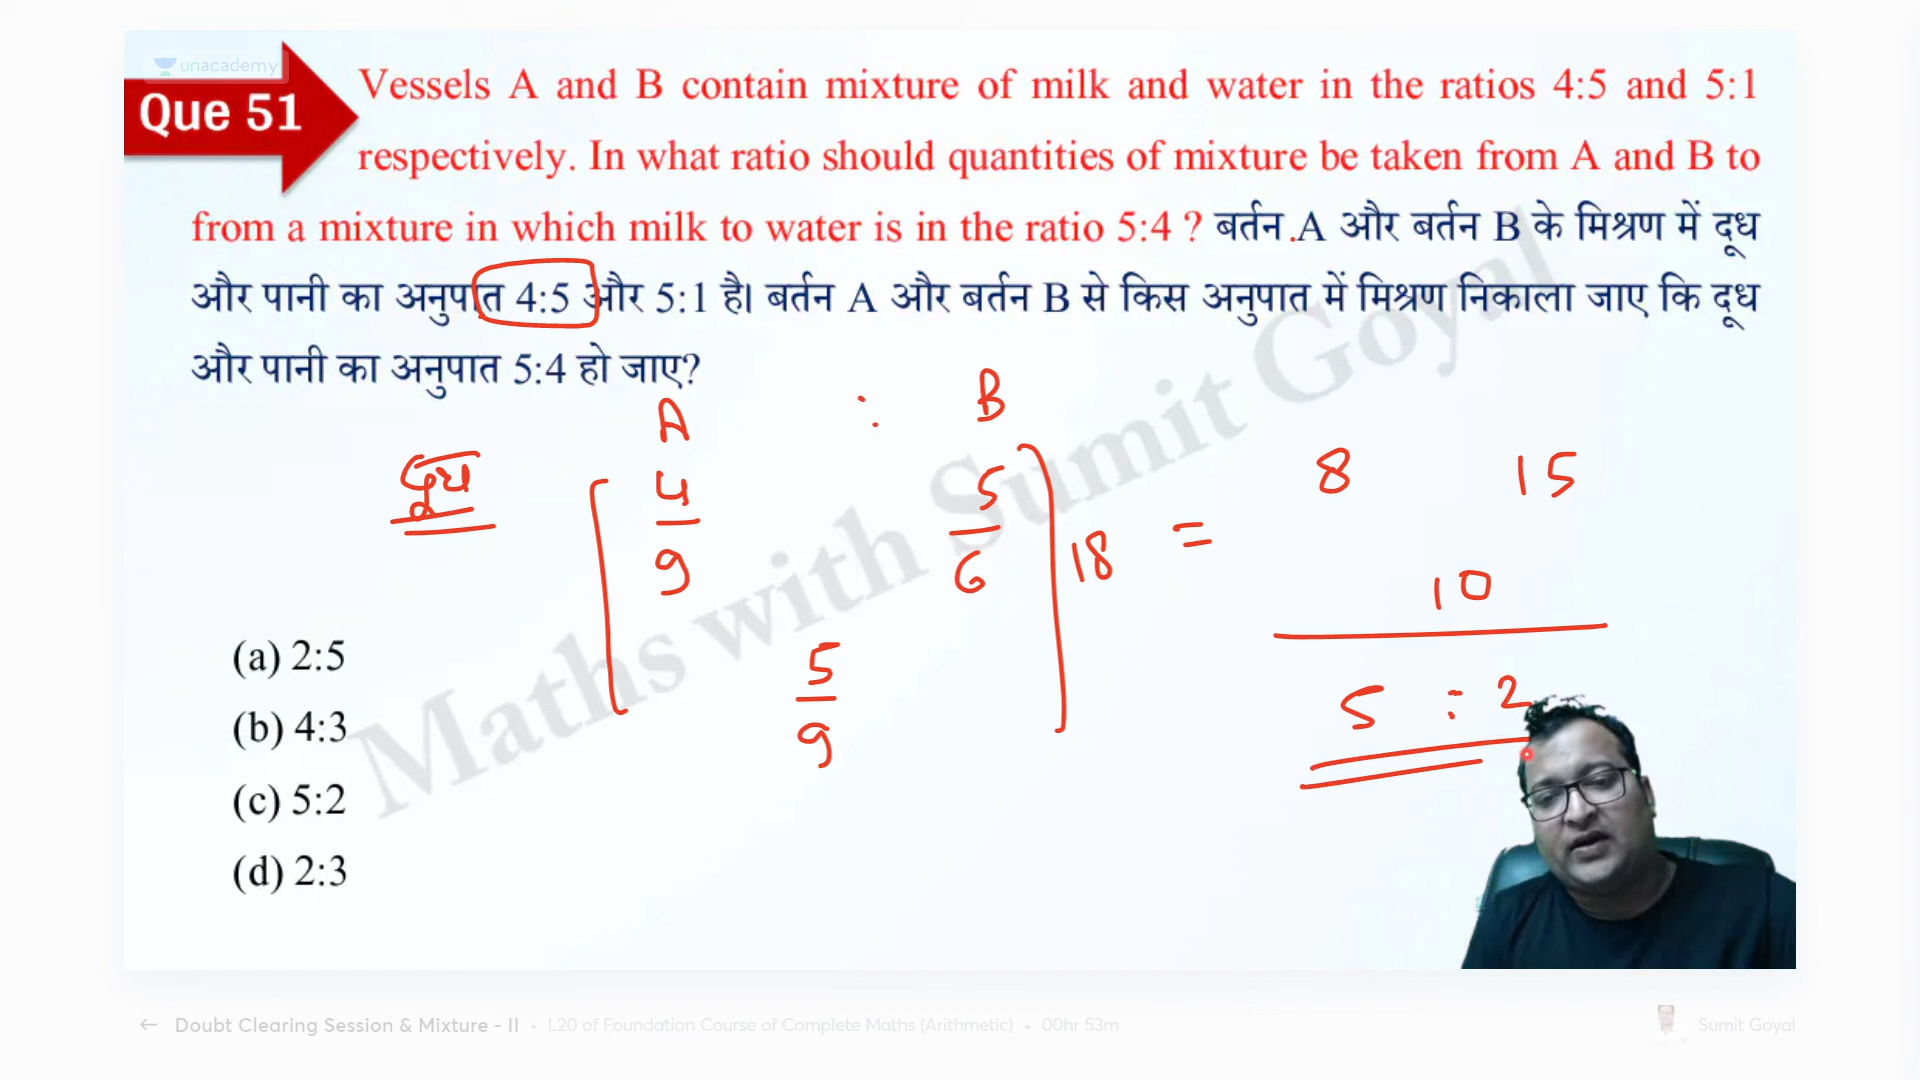 unacademy
Que 51
Vessels A and B contain mixture of milk and water in the ratios 4:5 and 5:1
respectively. In what ratio should quantities of mixture be taken from A and B to
from a mixture in which milk to water is in the ratio 5:4 ? बर्तन A और बर्तन B के मिश्रण में दूध
और पानी का अनुपात 4:5 और 5:1 है। बर्तन A और बर्तन B से किस अनुपात में मिश्रण निकाला जाए कि दूध
और पानी का अनुपात 5:4 हो जाए?
A : B
दूध
4/9 5/6
18 =
5/9
8 15
10
5 : 2
(a) 2:5
(b) 4:3
(c) 5:2
(d) 2:3
Maths with Sumit Goyal
← Doubt Clearing Session & Mixture - II • L20 of Foundation Course of Complete Maths (Arithmetic) • 00hr 53m
Sumit Goyal